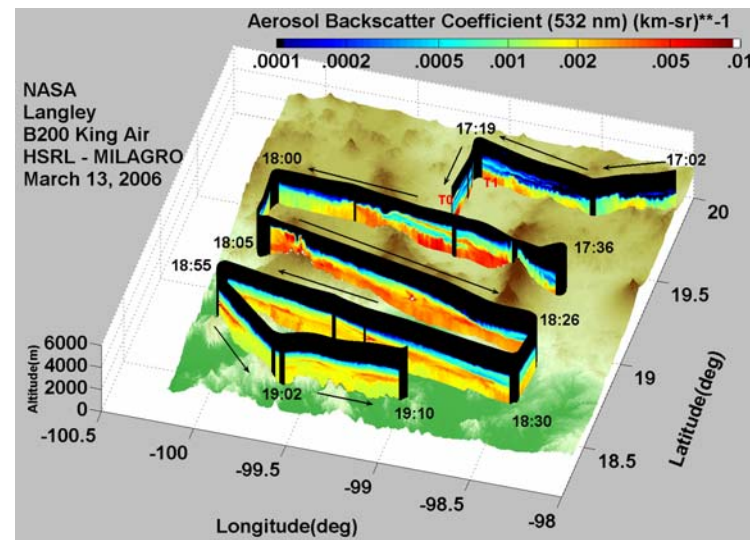 Aerosol Backscatter Coefficient (532 nm) (km-sr)**-1
.0001 .0002 .0005 .001 .002 .005 .01
NASA
Langley
B200 King Air
HSRL - MILAGRO
March 13, 2006
17:19
17:02
18:00
T0
T1
20
18:05
17:36
18:55
19.5
18:26
6000
4000
2000
0
Altitude(m)
19
19:02
19:10
18:30
18.5
-100.5
-100
-99.5
-99
-98.5
-98
Latitude(deg)
Longitude(deg)